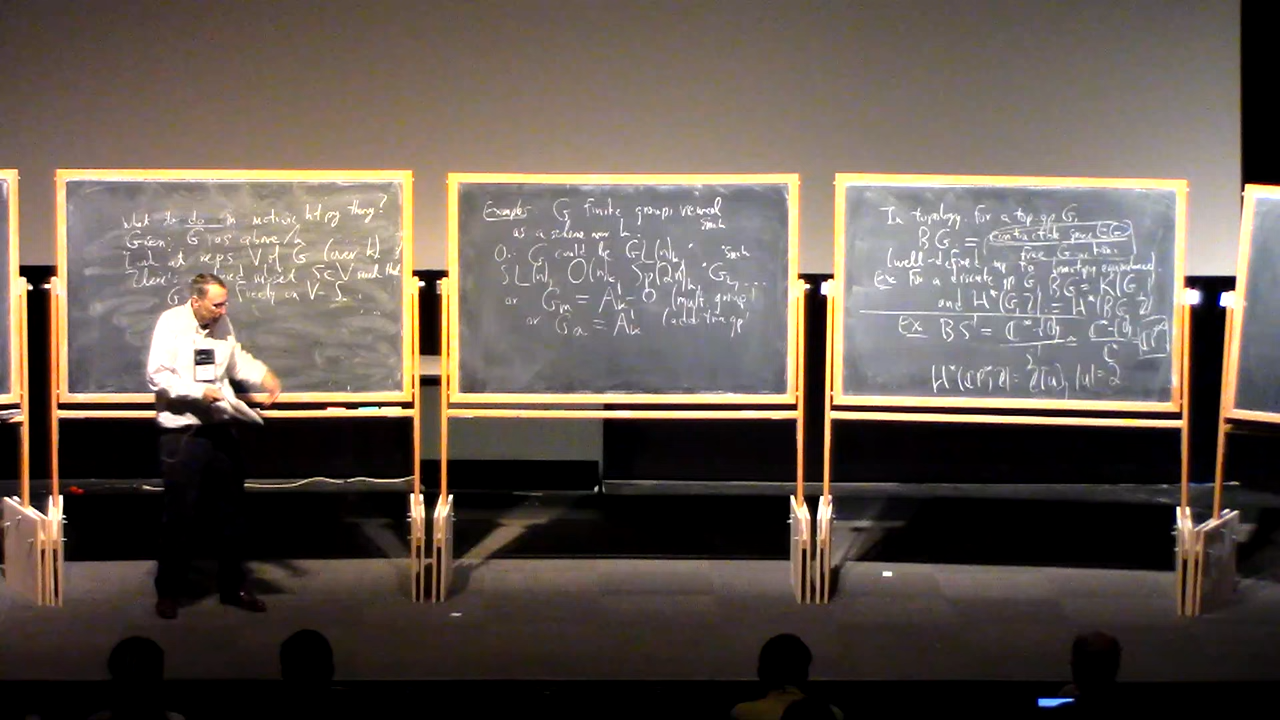 What to do in motivic htpy theory?
Given: G as above/k
Look at reps V of G (over k)
There's closed subset S⊂V such that
G freely on V-S.
Examples G finite group, viewed
as a scheme over k.
Or G could be GL(n)/k,
SL(n)/k, O(n)/k, Sp(2n)/k, G₂, ...
or Gm = A¹k - 0 (mult. group)
or Ga = A¹k (additive gp)
In topology, for a top. gp G,
BG = contractible space EG
free G-action
(well-defined up to homotopy equivalence).
Ex For a discrete gp G, BG = K(G,1)
and H*(G,Z) = H*(BG,Z)
Ex BS¹ = C^∞-{0} / S¹ ≃ C^∞-{0} / C* = CP^∞
H*(CP^∞,Z) = Z[u], |u| = 2